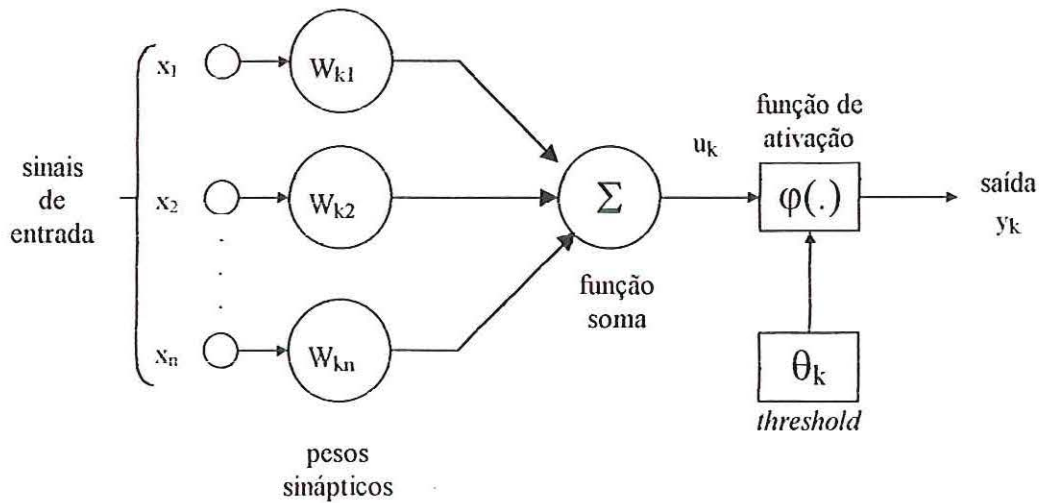 x1
Wk1
função de
ativação
uk
sinais
de
entrada
x2
Wk2
Σ
φ(.)
saída
yk
função
soma
xn
Wkn
θk
threshold
pesos
sinápticos